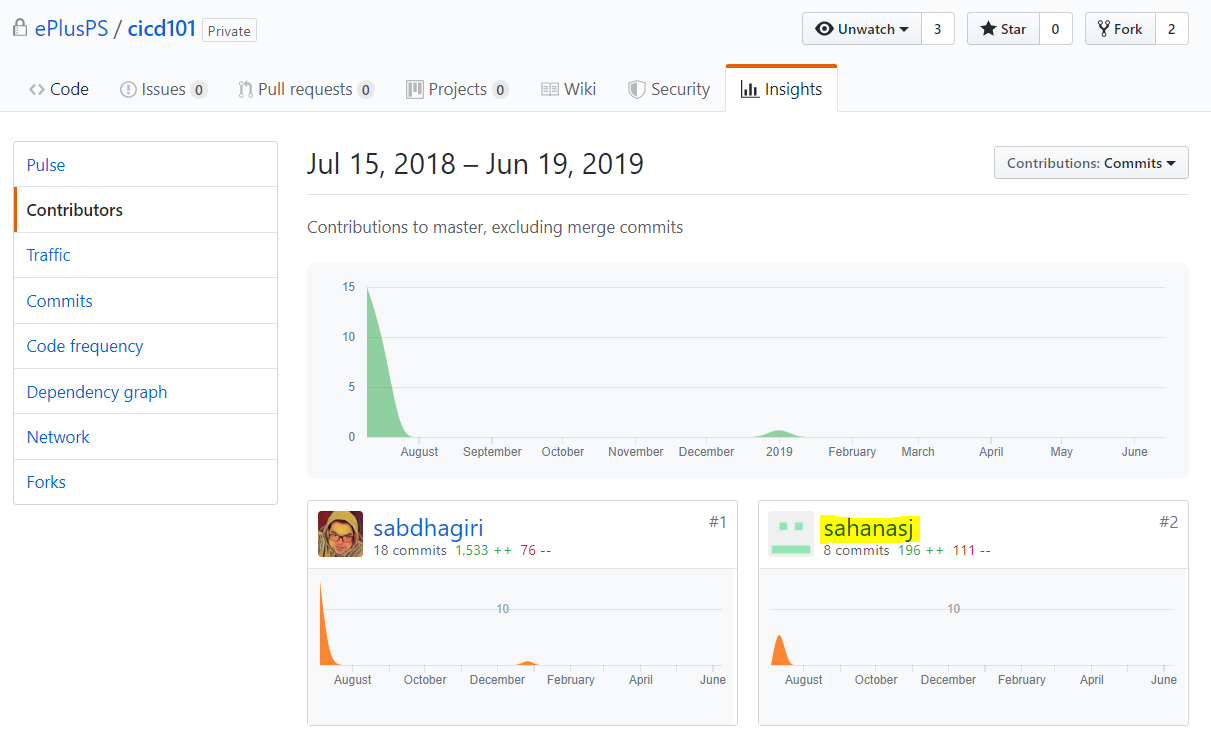 ePlusPS / cicd101 Private Unwatch 3 Star 0 Fork 2
Code Issues 0 Pull requests 0 Projects 0 Wiki Security Insights
Pulse
Contributors
Traffic
Commits
Code frequency
Dependency graph
Network
Forks
Jul 15, 2018 – Jun 19, 2019 Contributions: Commits
Contributions to master, excluding merge commits
15
10
5
0
August September October November December 2019 February March April May June
sabdhagiri #1
18 commits 1,533 ++ 76 --
10
August October December February April June
sahanasj #2
8 commits 196 ++ 111 --
10
August October December February April June